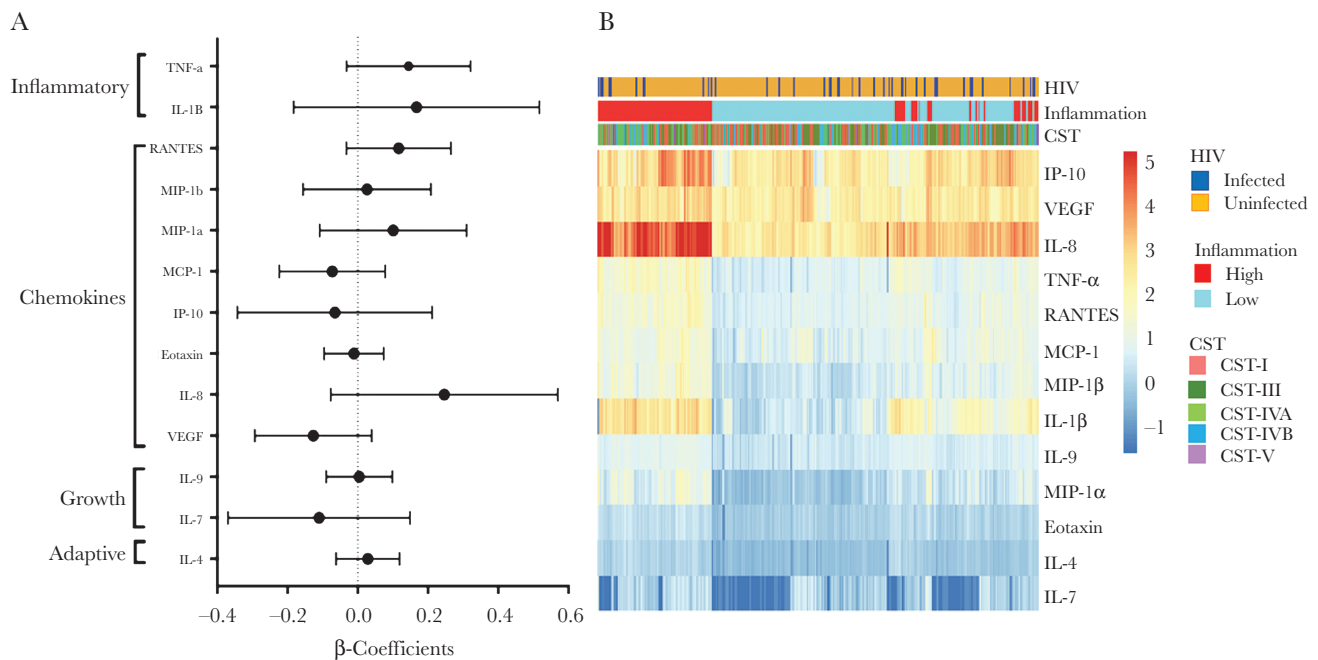 A
Inflammatory
TNF-a
IL-1B
Chemokines
RANTES
MIP-1b
MIP-1a
MCP-1
IP-10
Eotaxin
IL-8
VEGF
Growth
IL-9
IL-7
Adaptive
IL-4
−0.4 −0.2 0.0 0.2 0.4 0.6
β-Coefficients
B
HIV
Inflammation
CST
IP-10
VEGF
IL-8
TNF-α
RANTES
MCP-1
MIP-1β
IL-1β
IL-9
MIP-1α
Eotaxin
IL-4
IL-7
5
4
3
2
1
0
−1
HIV
Infected
Uninfected
Inflammation
High
Low
CST
CST-I
CST-III
CST-IVA
CST-IVB
CST-V